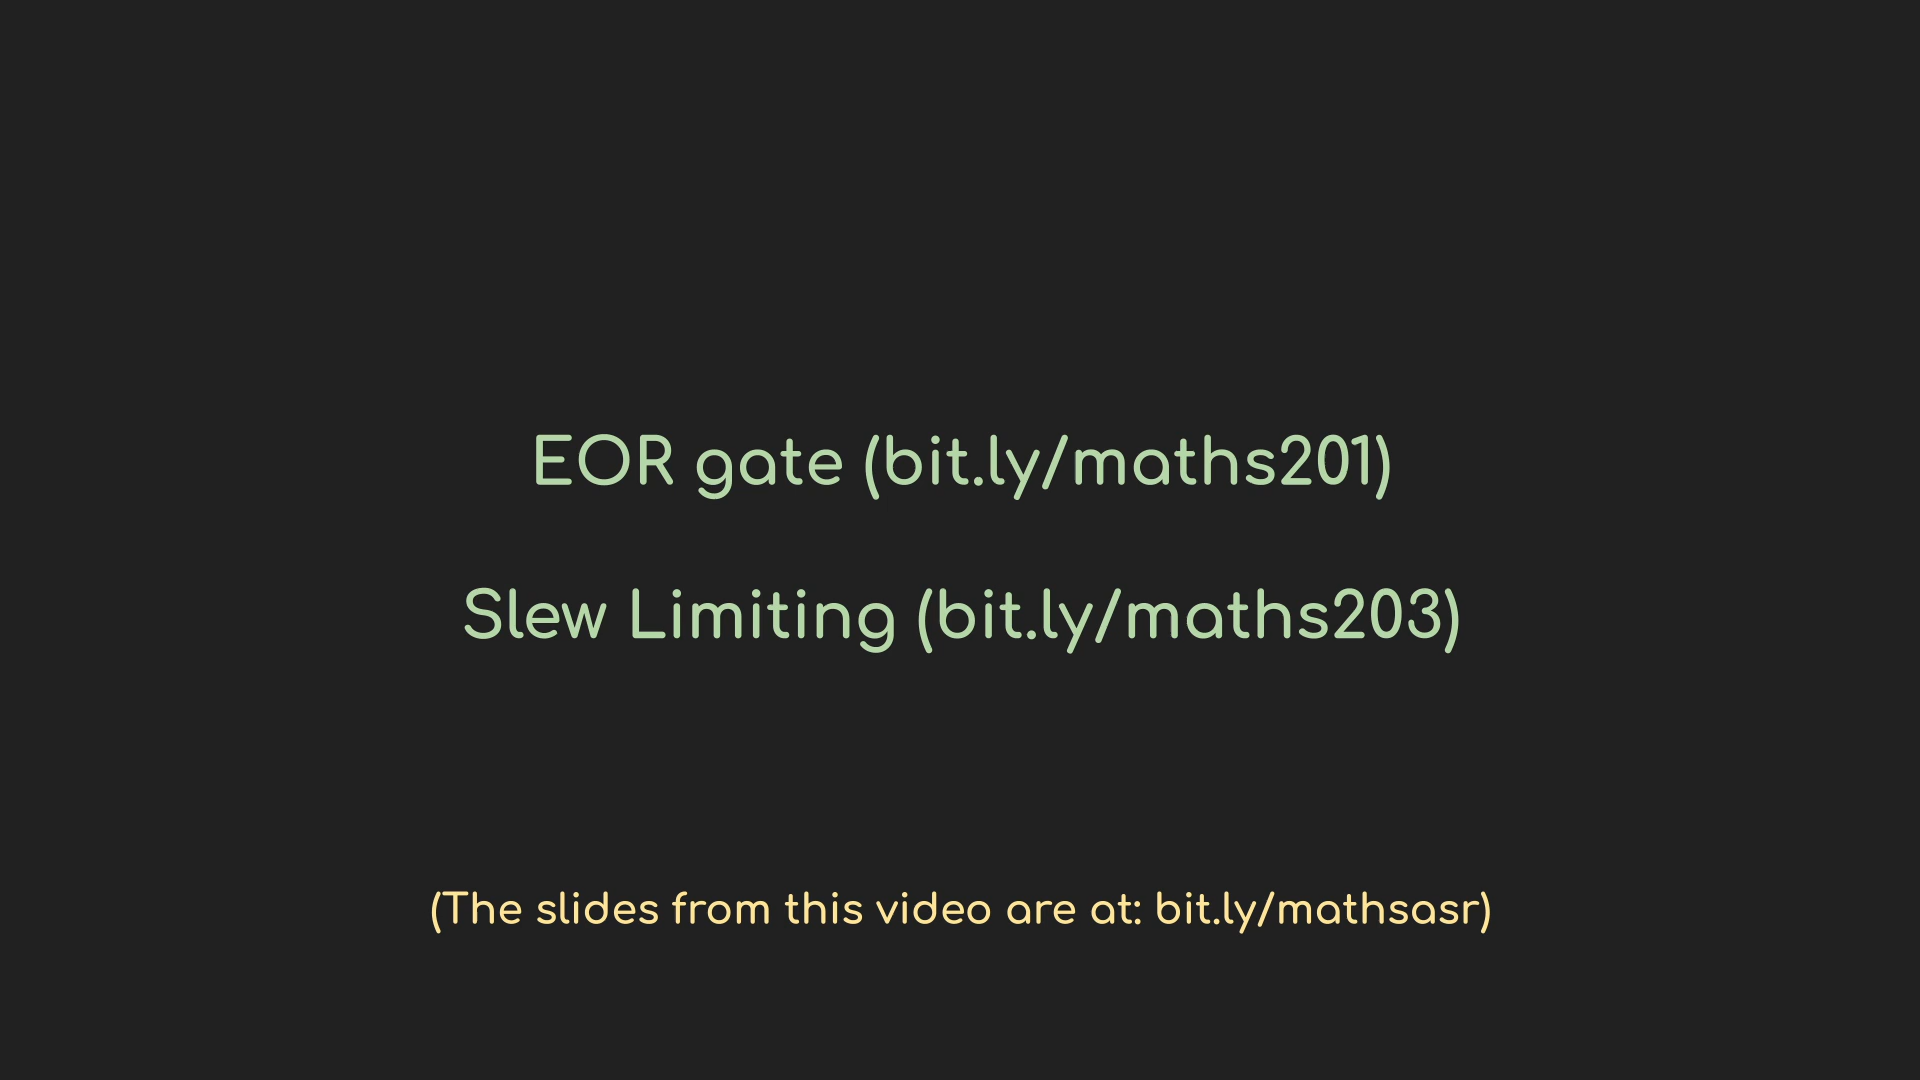 EOR gate (bit.ly/maths201)
Slew Limiting (bit.ly/maths203)
(The slides from this video are at: bit.ly/mathsasr)